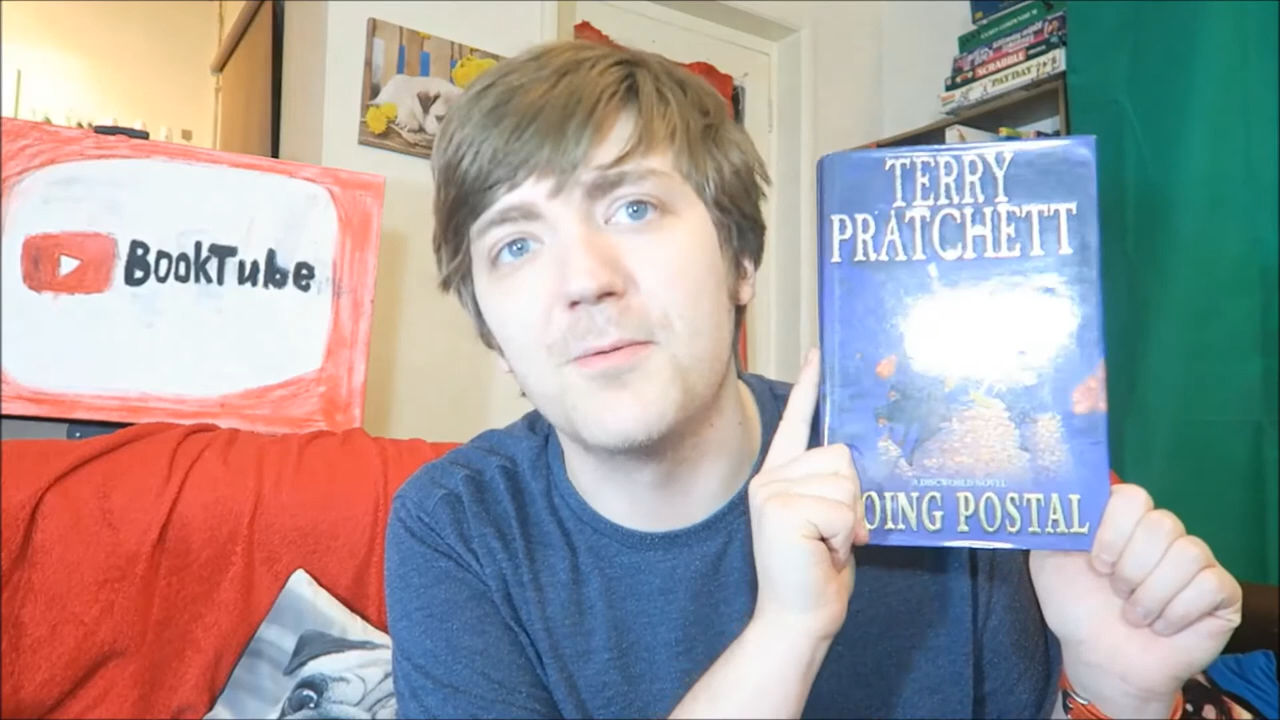 BookTube
SCRABBLE
PAYDAY
TERRY
PRATCHETT
A DISCWORLD NOVEL
OING POSTAL